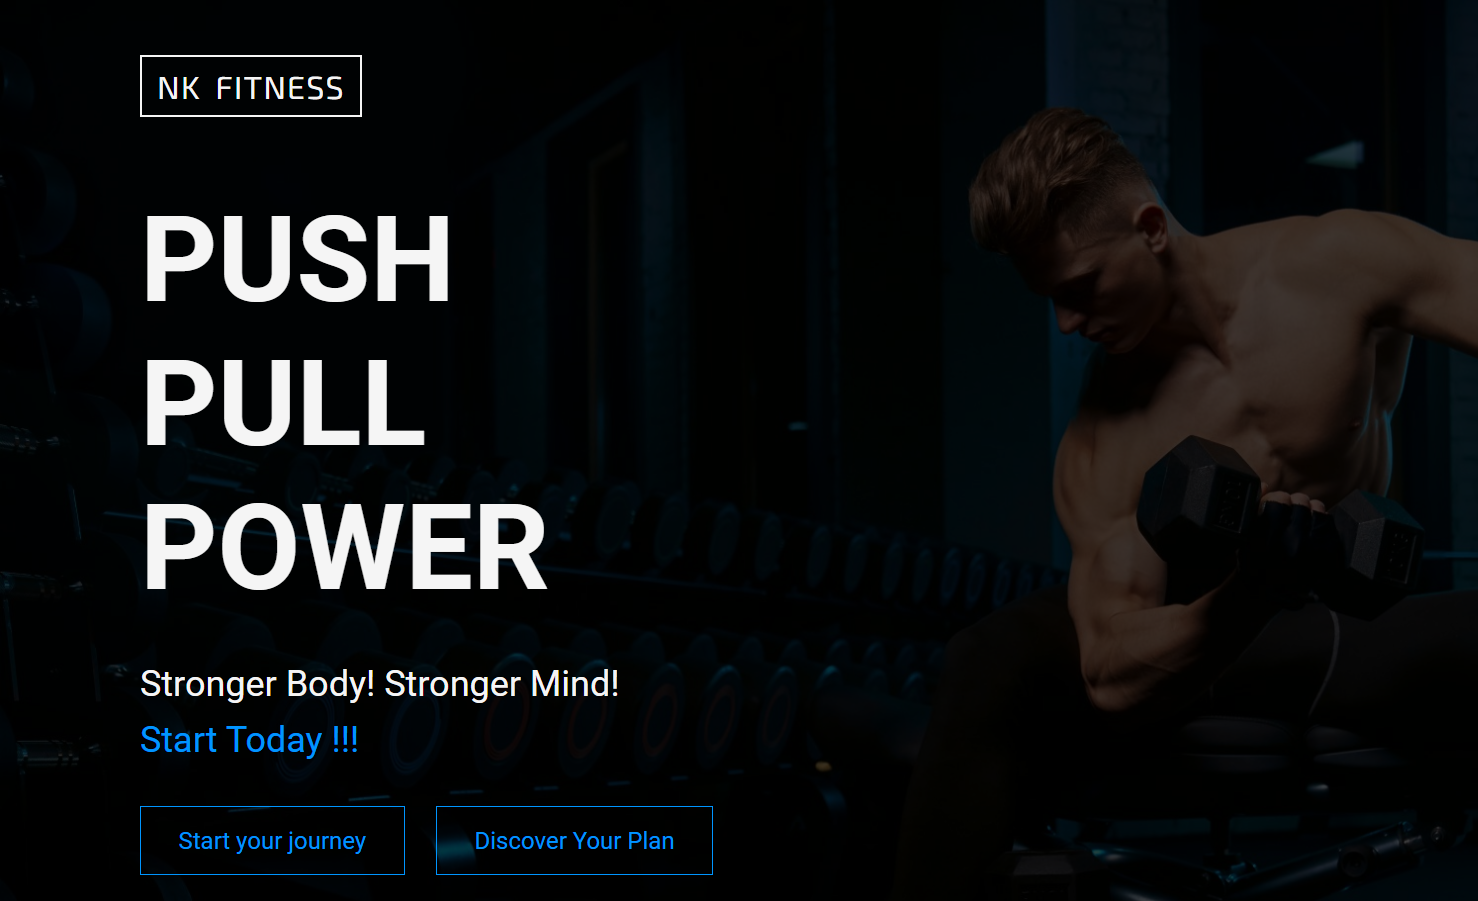 NK FITNESS
PUSH
PULL
POWER
Stronger Body! Stronger Mind!
Start Today !!!
Start your journey
Discover Your Plan